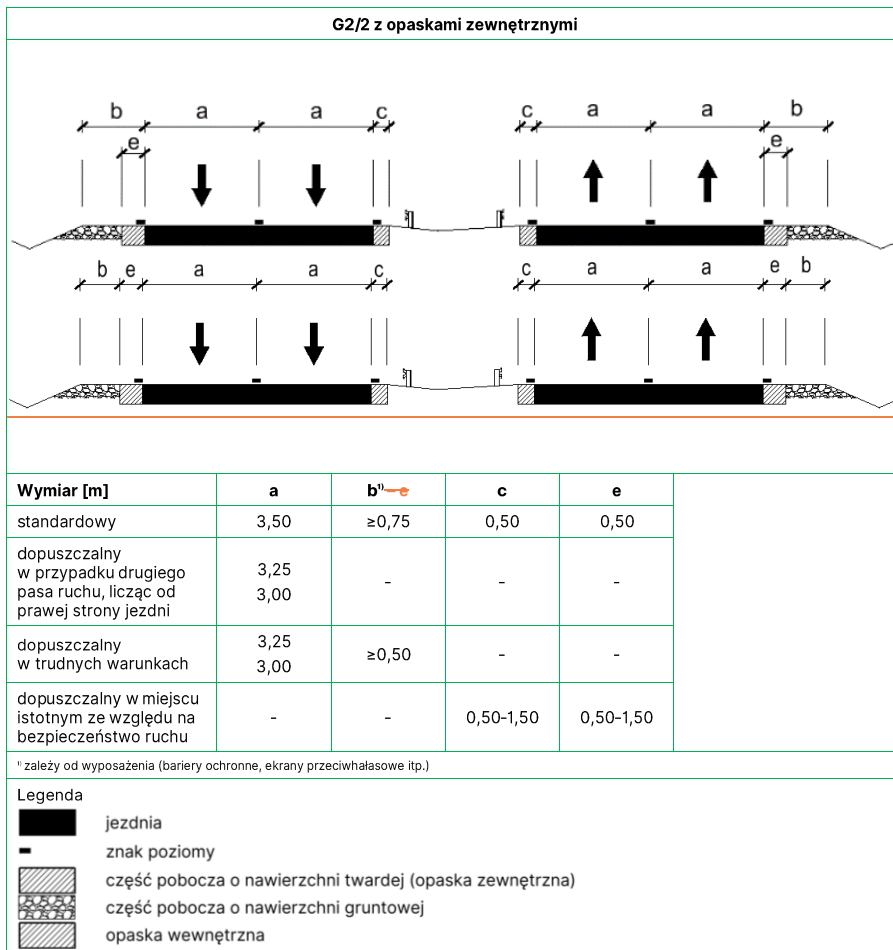 G2/2 z opaskami zewnętrznymi
b a a c c a a b
e e
b e a a c c a a e b
Wymiar [m] a b¹⁾ – e c e
standardowy 3,50 ≥0,75 0,50 0,50
dopuszczalny
w przypadku drugiego
pasa ruchu, licząc od
prawej strony jezdni
3,25
3,00
- - -
dopuszczalny
w trudnych warunkach
3,25
3,00
≥0,50 - -
dopuszczalny w miejscu
istotnym ze względu na
bezpieczeństwo ruchu
- - 0,50-1,50 0,50-1,50
¹⁾ zależy od wyposażenia (bariery ochronne, ekrany przeciwhałasowe itp.)
Legenda
jezdnia
znak poziomy
część pobocza o nawierzchni twardej (opaska zewnętrzna)
część pobocza o nawierzchni gruntowej
opaska wewnętrzna